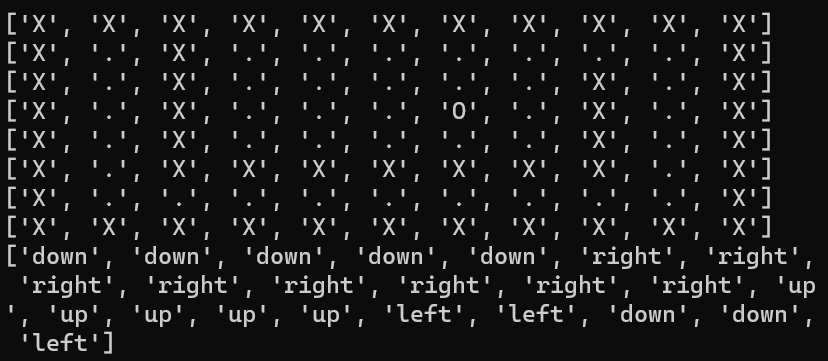 ['X', 'X', 'X', 'X', 'X', 'X', 'X', 'X', 'X', 'X', 'X']
['X', '.', 'X', '.', '.', '.', '.', '.', '.', '.', 'X']
['X', '.', 'X', '.', '.', '.', '.', '.', 'X', '.', 'X']
['X', '.', 'X', '.', '.', '.', 'O', '.', 'X', '.', 'X']
['X', '.', 'X', '.', '.', '.', '.', '.', 'X', '.', 'X']
['X', '.', 'X', 'X', 'X', 'X', 'X', 'X', 'X', '.', 'X']
['X', '.', '.', '.', '.', '.', '.', '.', '.', '.', 'X']
['X', 'X', 'X', 'X', 'X', 'X', 'X', 'X', 'X', 'X', 'X']
['down', 'down', 'down', 'down', 'down', 'right', 'right',
 'right', 'right', 'right', 'right', 'right', 'right', 'up
', 'up', 'up', 'up', 'up', 'left', 'left', 'down', 'down',
 'left']